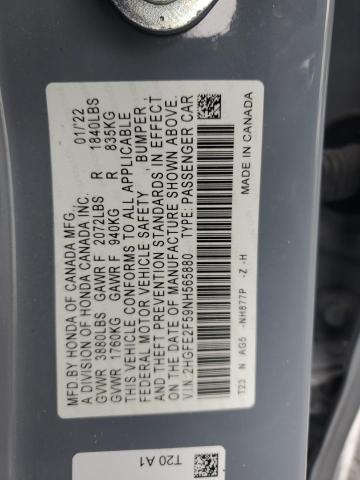 MFD.BY HONDA OF CANADA MFG. 01/'22
A DIVISION OF HONDA CANADA INC.
GVWR 3880LBS GAWR F 2072LBS R 1840LBS
GVWR 1760KG GAWR F 940KG R 835KG
THIS VEHICLE CONFORMS TO ALL APPLICABLE
FEDERAL MOTOR VEHICLE SAFETY , BUMPER,
AND THEFT PREVENTION STANDARDS IN EFFECT
ON THE DATE OF MANUFACTURE SHOWN ABOVE.
V.I.N.:2HGFE2F59NH565880 TYPE:PASSENGER CAR
T23 N AG5 -NH877P -Z -H MADE IN CANADA
T20 A1